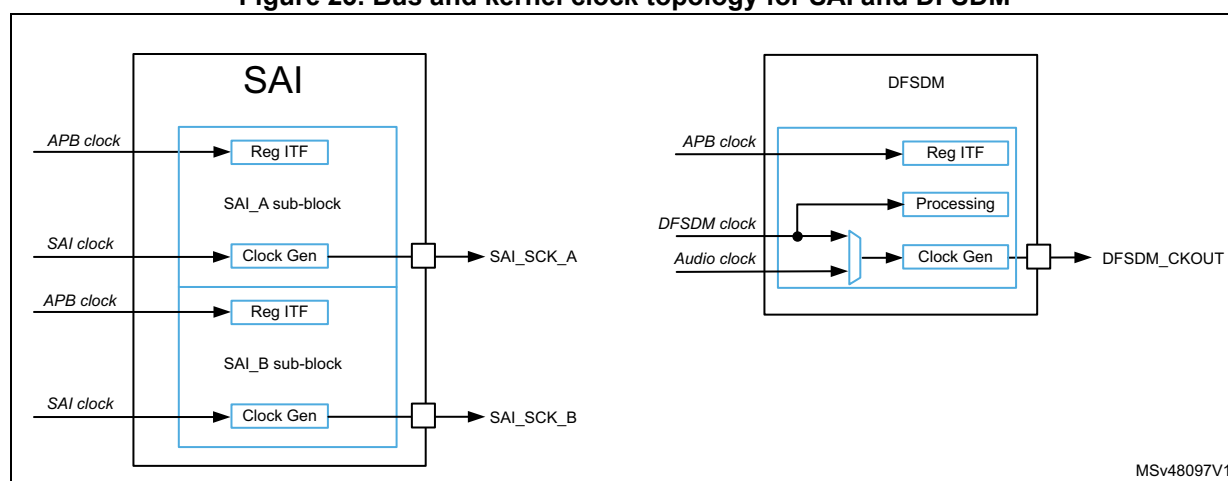 Figure 23. Bus and kernel clock topology for SAI and DFSDM
SAI
APB clock
Reg ITF
SAI_A sub-block
SAI clock
Clock Gen
SAI_SCK_A
APB clock
Reg ITF
SAI_B sub-block
SAI clock
Clock Gen
SAI_SCK_B
DFSDM
APB clock
Reg ITF
DFSDM clock
Processing
Audio clock
Clock Gen
DFSDM_CKOUT
MSv48097V1